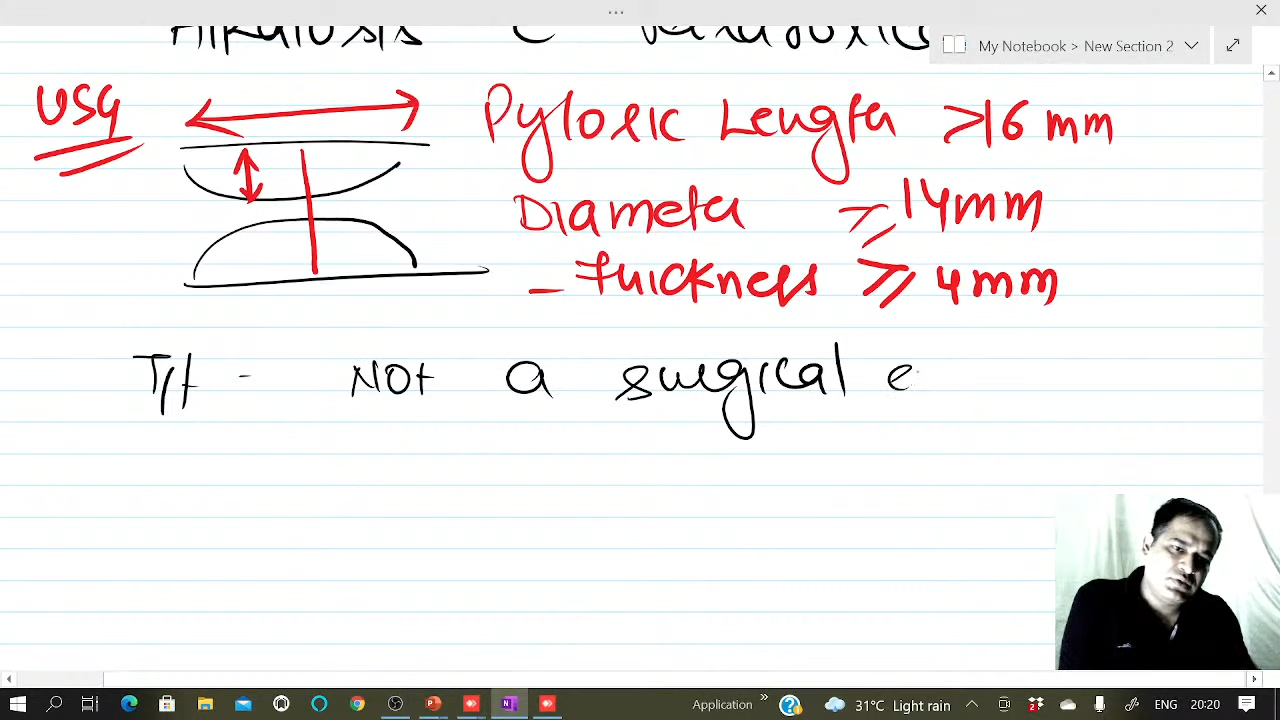 My Notebook > New Section 2
Alkalosis c
USG
Pyloric Length >16 mm
Diameter ≥ 14mm
- Thickness ≥ 4mm
T/t - Not a surgical e
Application
31°C Light rain
ENG 20:20